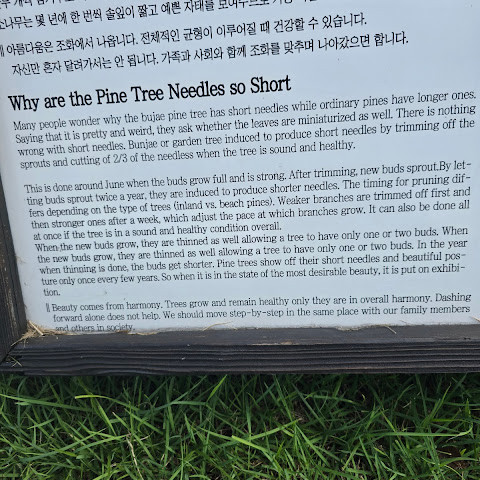 소나무는 몇 년에 한 번씩 솔잎이 짧고 예쁜 자태를
아름다움은 조화에서 나옵니다. 전체적인 균형이 이루어질 때 건강할 수 있습니다.
자신만 혼자 달려가서는 안 됩니다. 가족과 사회와 함께 조화를 맞추며 나아갔으면 합니다.
Why are the Pine Tree Needles so Short
Many people wonder why the bujae pine tree has short needles while ordinary pines have longer ones.
Saying that it is pretty and weird, they ask whether the leaves are miniaturized as well. There is nothing
wrong with short needles. Bunjae or garden tree induced to produce short needles by trimming off the
sprouts and cutting of 2/3 of the needless when the tree is sound and healthy.
This is done around June when the buds grow full and is strong. After trimming, new buds sprout.By let-
ting buds sprout twice a year, they are induced to produce shorter needles. The timing for pruning dif-
fers depending on the type of trees (inland vs. beach pines). Weaker branches are trimmed off first and
then stronger ones after a week, which adjust the pace at which branches grow. It can also be done all
at once if the tree is in a sound and healthy condition overall.
When the new buds grow, they are thinned as well allowing a tree to have only one or two buds. When
the new buds grow, they are thinned as well allowing a tree to have only one or two buds. In the year
when thinning is done, the buds get shorter. Pine trees show off their short needles and beautiful pos-
ture only once every few years. So when it is in the state of the most desirable beauty, it is put on exhibi-
tion.
‖ Beauty comes from harmony. Trees grow and remain healthy only they are in overall harmony. Dashing
forward alone does not help. We should move step-by-step in the same place with our family members
and others in society.